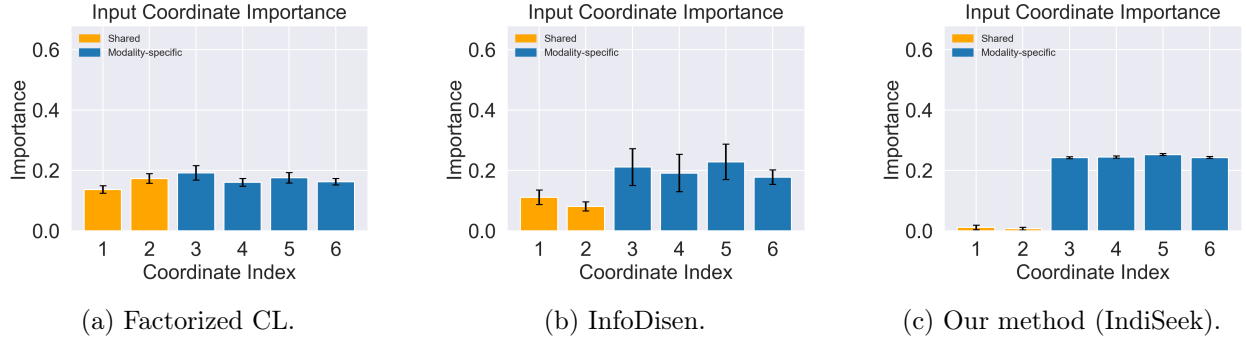 Input Coordinate Importance
Shared
Modality-specific
0.6
0.4
0.2
0.0
Importance
1 2 3 4 5 6
Coordinate Index
(a) Factorized CL.
Input Coordinate Importance
Shared
Modality-specific
0.6
0.4
0.2
0.0
Importance
1 2 3 4 5 6
Coordinate Index
(b) InfoDisen.
Input Coordinate Importance
Shared
Modality-specific
0.6
0.4
0.2
0.0
Importance
1 2 3 4 5 6
Coordinate Index
(c) Our method (IndiSeek).